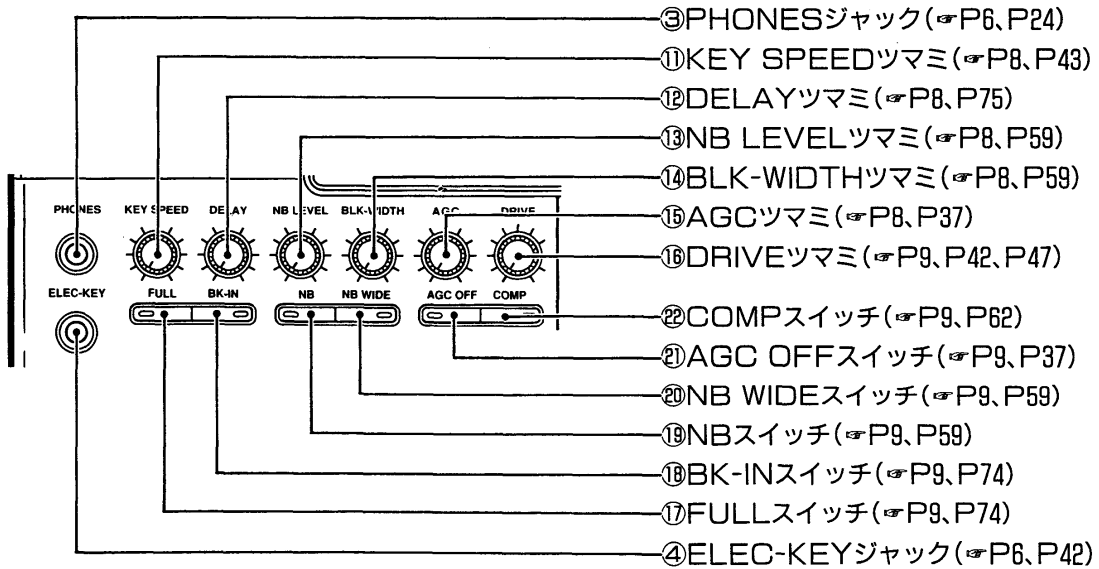 ③PHONESジャック(☞P6、P24)
⑪KEY SPEEDツマミ(☞P8、P43)
⑫DELAYツマミ(☞P8、P75)
⑬NB LEVELツマミ(☞P8、P59)
⑭BLK-WIDTHツマミ(☞P8、P59)
⑮AGCツマミ(☞P8、P37)
⑯DRIVEツマミ(☞P9、P42、P47)
㉒COMPスイッチ(☞P9、P62)
㉑AGC OFFスイッチ(☞P9、P37)
⑳NB WIDEスイッチ(☞P9、P59)
⑲NBスイッチ(☞P9、P59)
⑱BK-INスイッチ(☞P9、P74)
⑰FULLスイッチ(☞P9、P74)
④ELEC-KEYジャック(☞P6、P42)
PHONES KEY SPEED DELAY NB LEVEL BLK-WIDTH AGC DRIVE
ELEC-KEY FULL BK-IN NB NB WIDE AGC OFF COMP